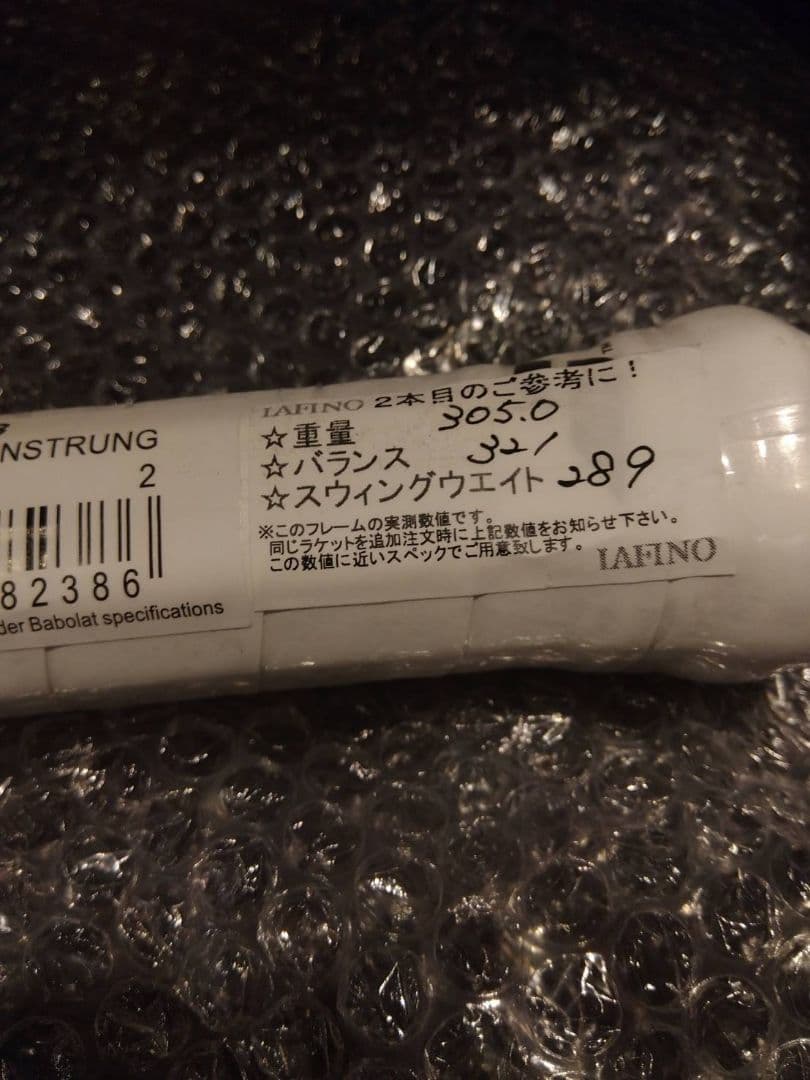 NSTRUNG
2
82386
der Babolat specifications
IAFINO 2本目のご参考に!
☆重量 305.0
☆バランス 321
☆スウィングウエイト 289
※このフレームの実測数値です。
同じラケットを追加注文時に上記数値をお知らせ下さい。
この数値に近いスペックでご用意致します。
IAFINO